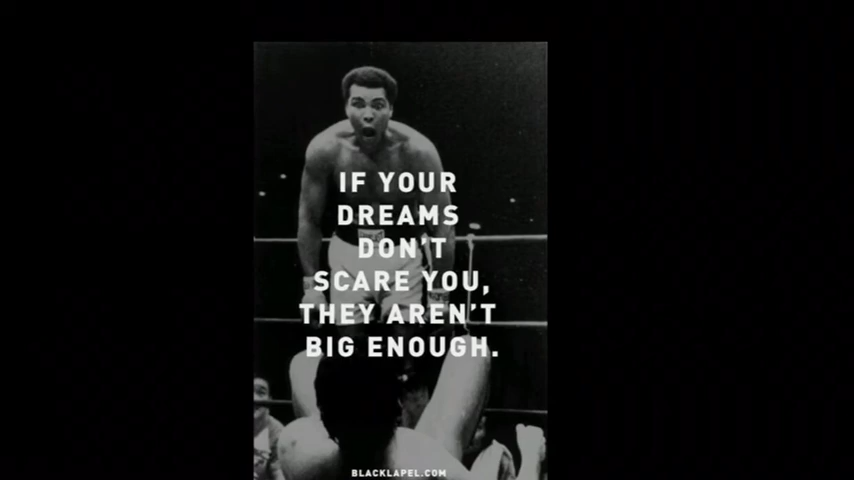 IF YOUR
DREAMS
DON'T
SCARE YOU,
THEY AREN'T
BIG ENOUGH.
BLACKLAPEL.COM